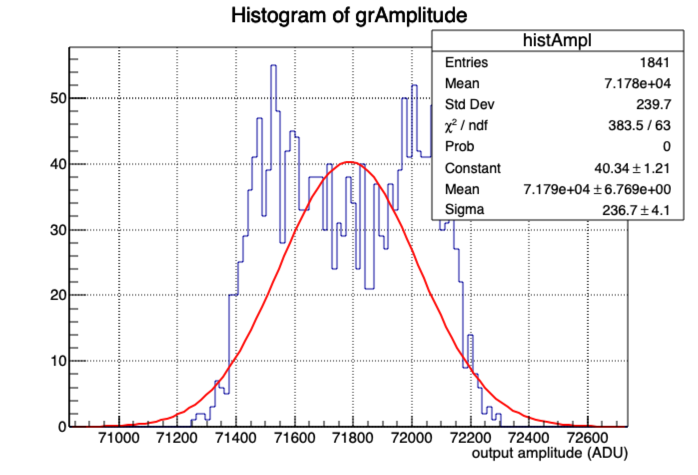 Histogram of grAmplitude
histAmpl
Entries 1841
Mean 7.178e+04
Std Dev 239.7
χ² / ndf 383.5 / 63
Prob 0
Constant 40.34 ± 1.21
Mean 7.179e+04 ± 6.769e+00
Sigma 236.7 ± 4.1
50
40
30
20
10
0
71000 71200 71400 71600 71800 72000 72200 72400 72600
output amplitude (ADU)